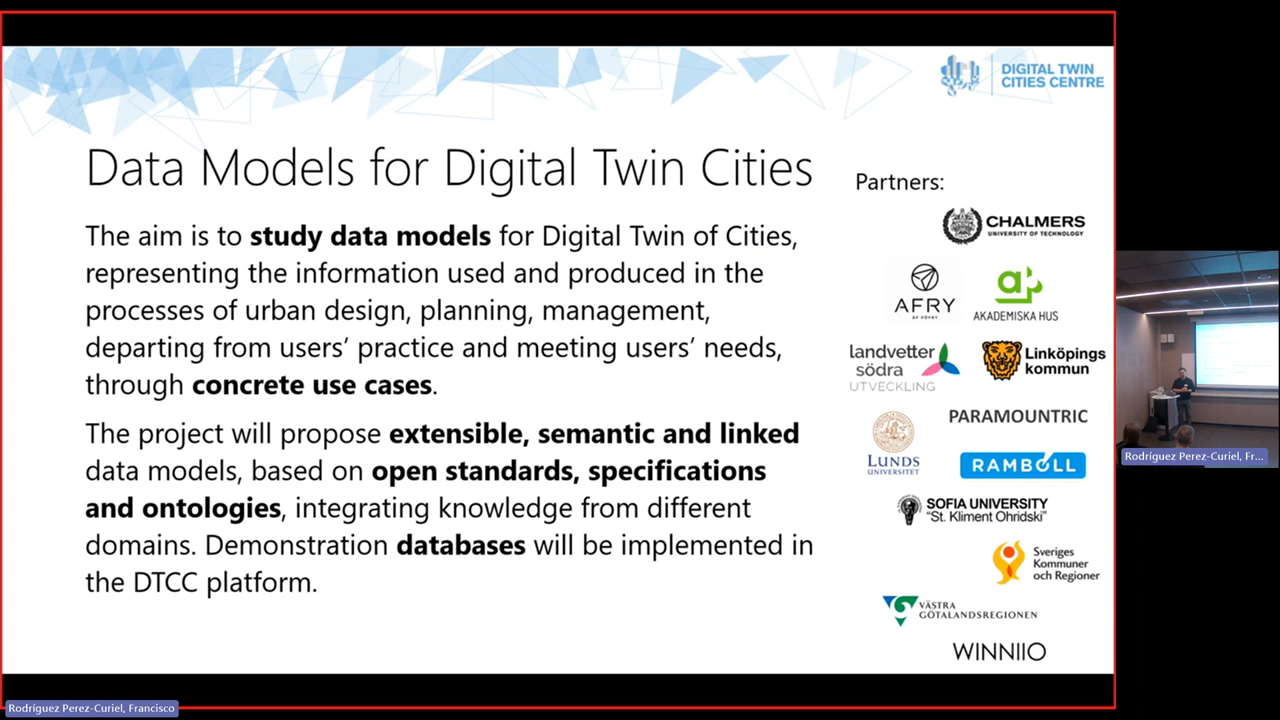 DIGITAL TWIN
CITIES CENTRE
Data Models for Digital Twin Cities
The aim is to study data models for Digital Twin of Cities,
representing the information used and produced in the
processes of urban design, planning, management,
departing from users' practice and meeting users' needs,
through concrete use cases.
The project will propose extensible, semantic and linked
data models, based on open standards, specifications
and ontologies, integrating knowledge from different
domains. Demonstration databases will be implemented in
the DTCC platform.
Partners:
CHALMERS
UNIVERSITY OF TECHNOLOGY
AFRY
AKADEMISKA HUS
landvetter
södra
UTVECKLING
Linköpings
kommun
PARAMOUNTRIC
LUNDS
UNIVERSITET
RAMBOLL
SOFIA UNIVERSITY
"St. Kliment Ohridski"
Sveriges
Kommuner
och Regioner
VÄSTRA
GÖTALANDSREGIONEN
WINNIIO
Rodríguez Perez-Curiel, Fr...
Rodríguez Perez-Curiel, Francisco